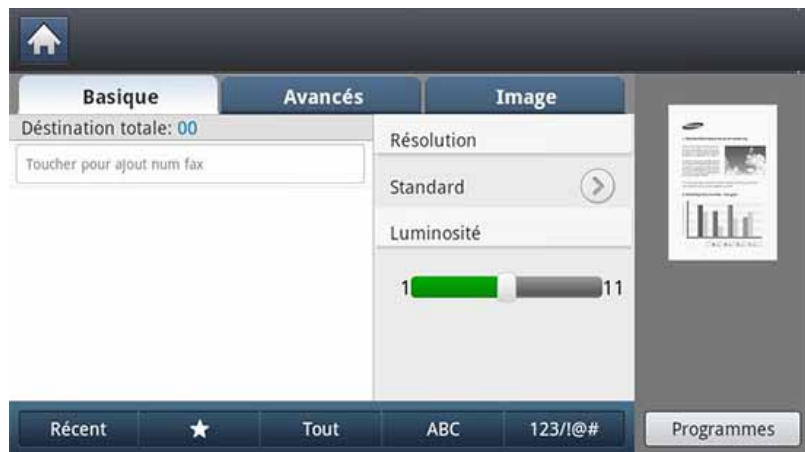 Basique
Avancés
Image
Déstination totale: 00
Toucher pour ajout num fax
Résolution
Standard
Luminosité
1
11
Récent
Tout
ABC
123/!@#
Programmes